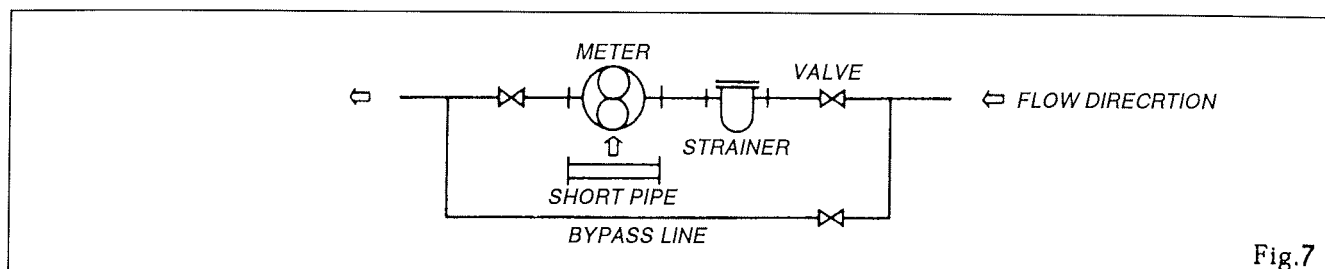 METER
VALVE
FLOW DIRECRTION
STRAINER
SHORT PIPE
BYPASS LINE
Fig.7